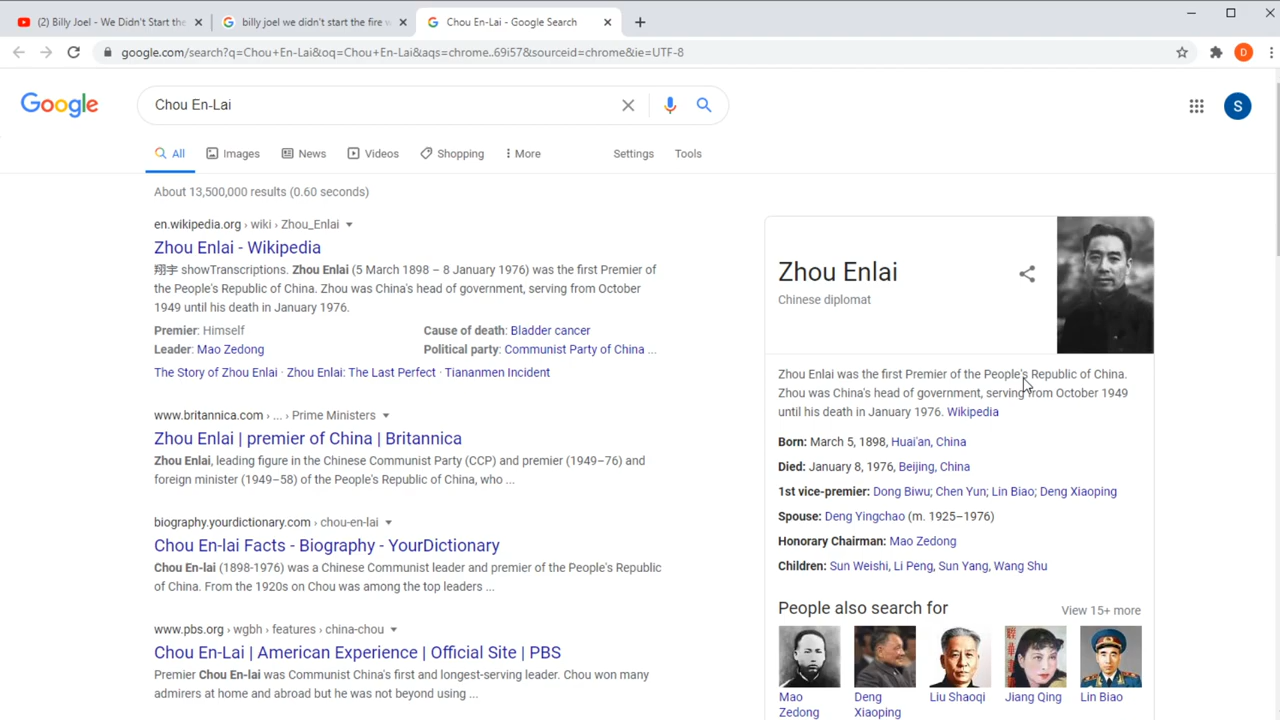 (2) Billy Joel - We Didn't Start the
billy joel we didn't start the fire w
Chou En-Lai - Google Search
google.com/search?q=Chou+En-Lai&oq=Chou+En-Lai&aqs=chrome..69i57&sourceid=chrome&ie=UTF-8
D
Google
Chou En-Lai
S
All
Images
News
Videos
Shopping
More
Settings
Tools
About 13,500,000 results (0.60 seconds)
en.wikipedia.org › wiki › Zhou_Enlai
Zhou Enlai - Wikipedia
翔宇 showTranscriptions. Zhou Enlai (5 March 1898 – 8 January 1976) was the first Premier of
the People's Republic of China. Zhou was China's head of government, serving from October
1949 until his death in January 1976.
Premier: Himself
Cause of death: Bladder cancer
Leader: Mao Zedong
Political party: Communist Party of China ...
The Story of Zhou Enlai · Zhou Enlai: The Last Perfect · Tiananmen Incident
www.britannica.com › ... › Prime Ministers
Zhou Enlai | premier of China | Britannica
Zhou Enlai, leading figure in the Chinese Communist Party (CCP) and premier (1949–76) and
foreign minister (1949–58) of the People's Republic of China, who ...
biography.yourdictionary.com › chou-en-lai
Chou En-lai Facts - Biography - YourDictionary
Chou En-lai (1898-1976) was a Chinese Communist leader and premier of the People's Republic
of China. From the 1920s on Chou was among the top leaders ...
www.pbs.org › wgbh › features › china-chou
Chou En-Lai | American Experience | Official Site | PBS
Premier Chou En-lai was Communist China's first and longest-serving leader. Chou won many
admirers at home and abroad but he was not beyond using ...
Zhou Enlai
Chinese diplomat
Zhou Enlai was the first Premier of the People's Republic of China.
Zhou was China's head of government, serving from October 1949
until his death in January 1976. Wikipedia
Born: March 5, 1898, Huai'an, China
Died: January 8, 1976, Beijing, China
1st vice-premier: Dong Biwu; Chen Yun; Lin Biao; Deng Xiaoping
Spouse: Deng Yingchao (m. 1925–1976)
Honorary Chairman: Mao Zedong
Children: Sun Weishi, Li Peng, Sun Yang, Wang Shu
People also search for
View 15+ more
Mao
Zedong
Deng
Xiaoping
Liu Shaoqi
Jiang Qing
Lin Biao